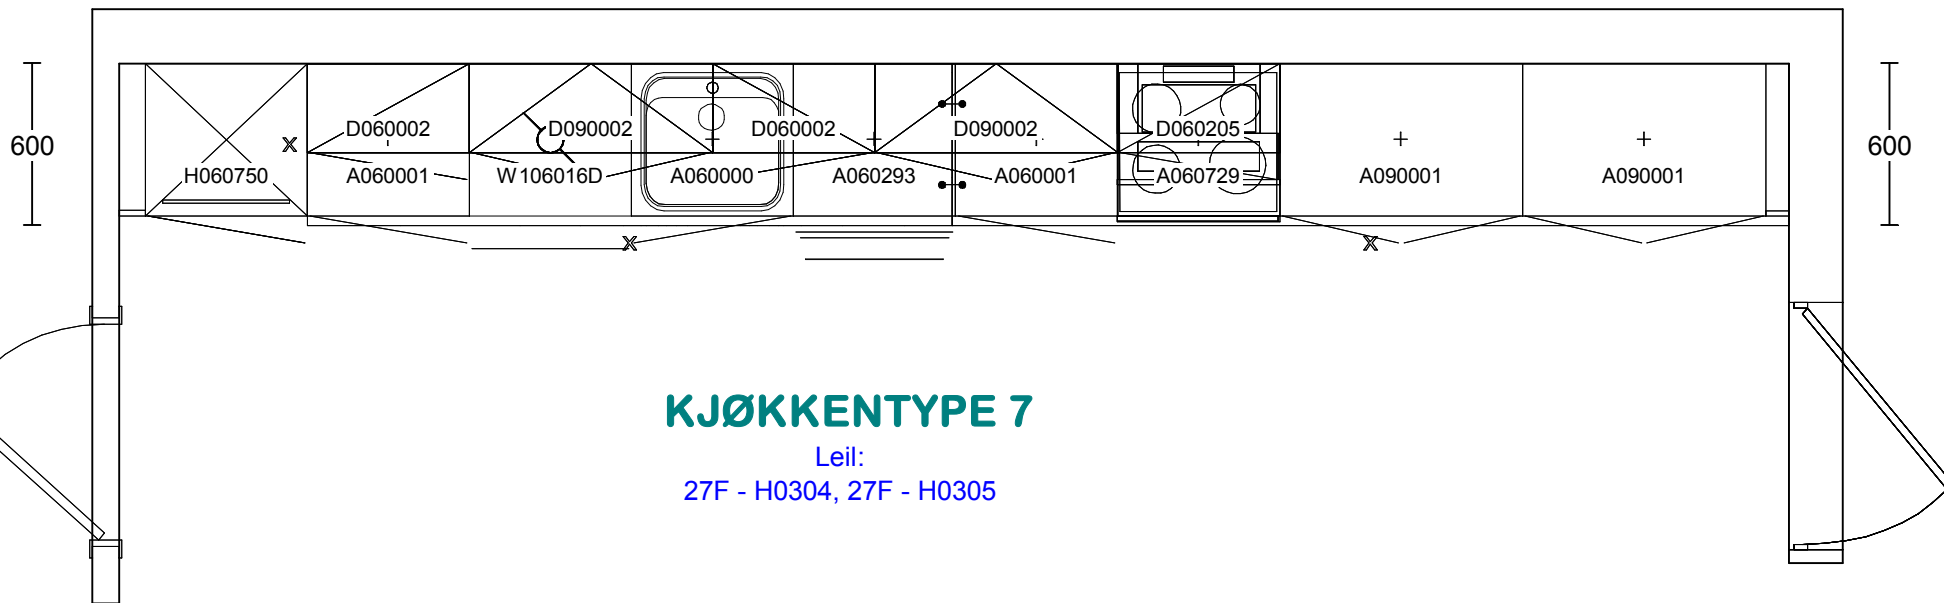 600
D060002
D090002
D060002
D090002
D060205
600
X
H060750
A060001
W106016D
A060000
A060293
A060001
A060729
A090001
A090001
X
X
KJØKKENTYPE 7
Leil:
27F - H0304, 27F - H0305